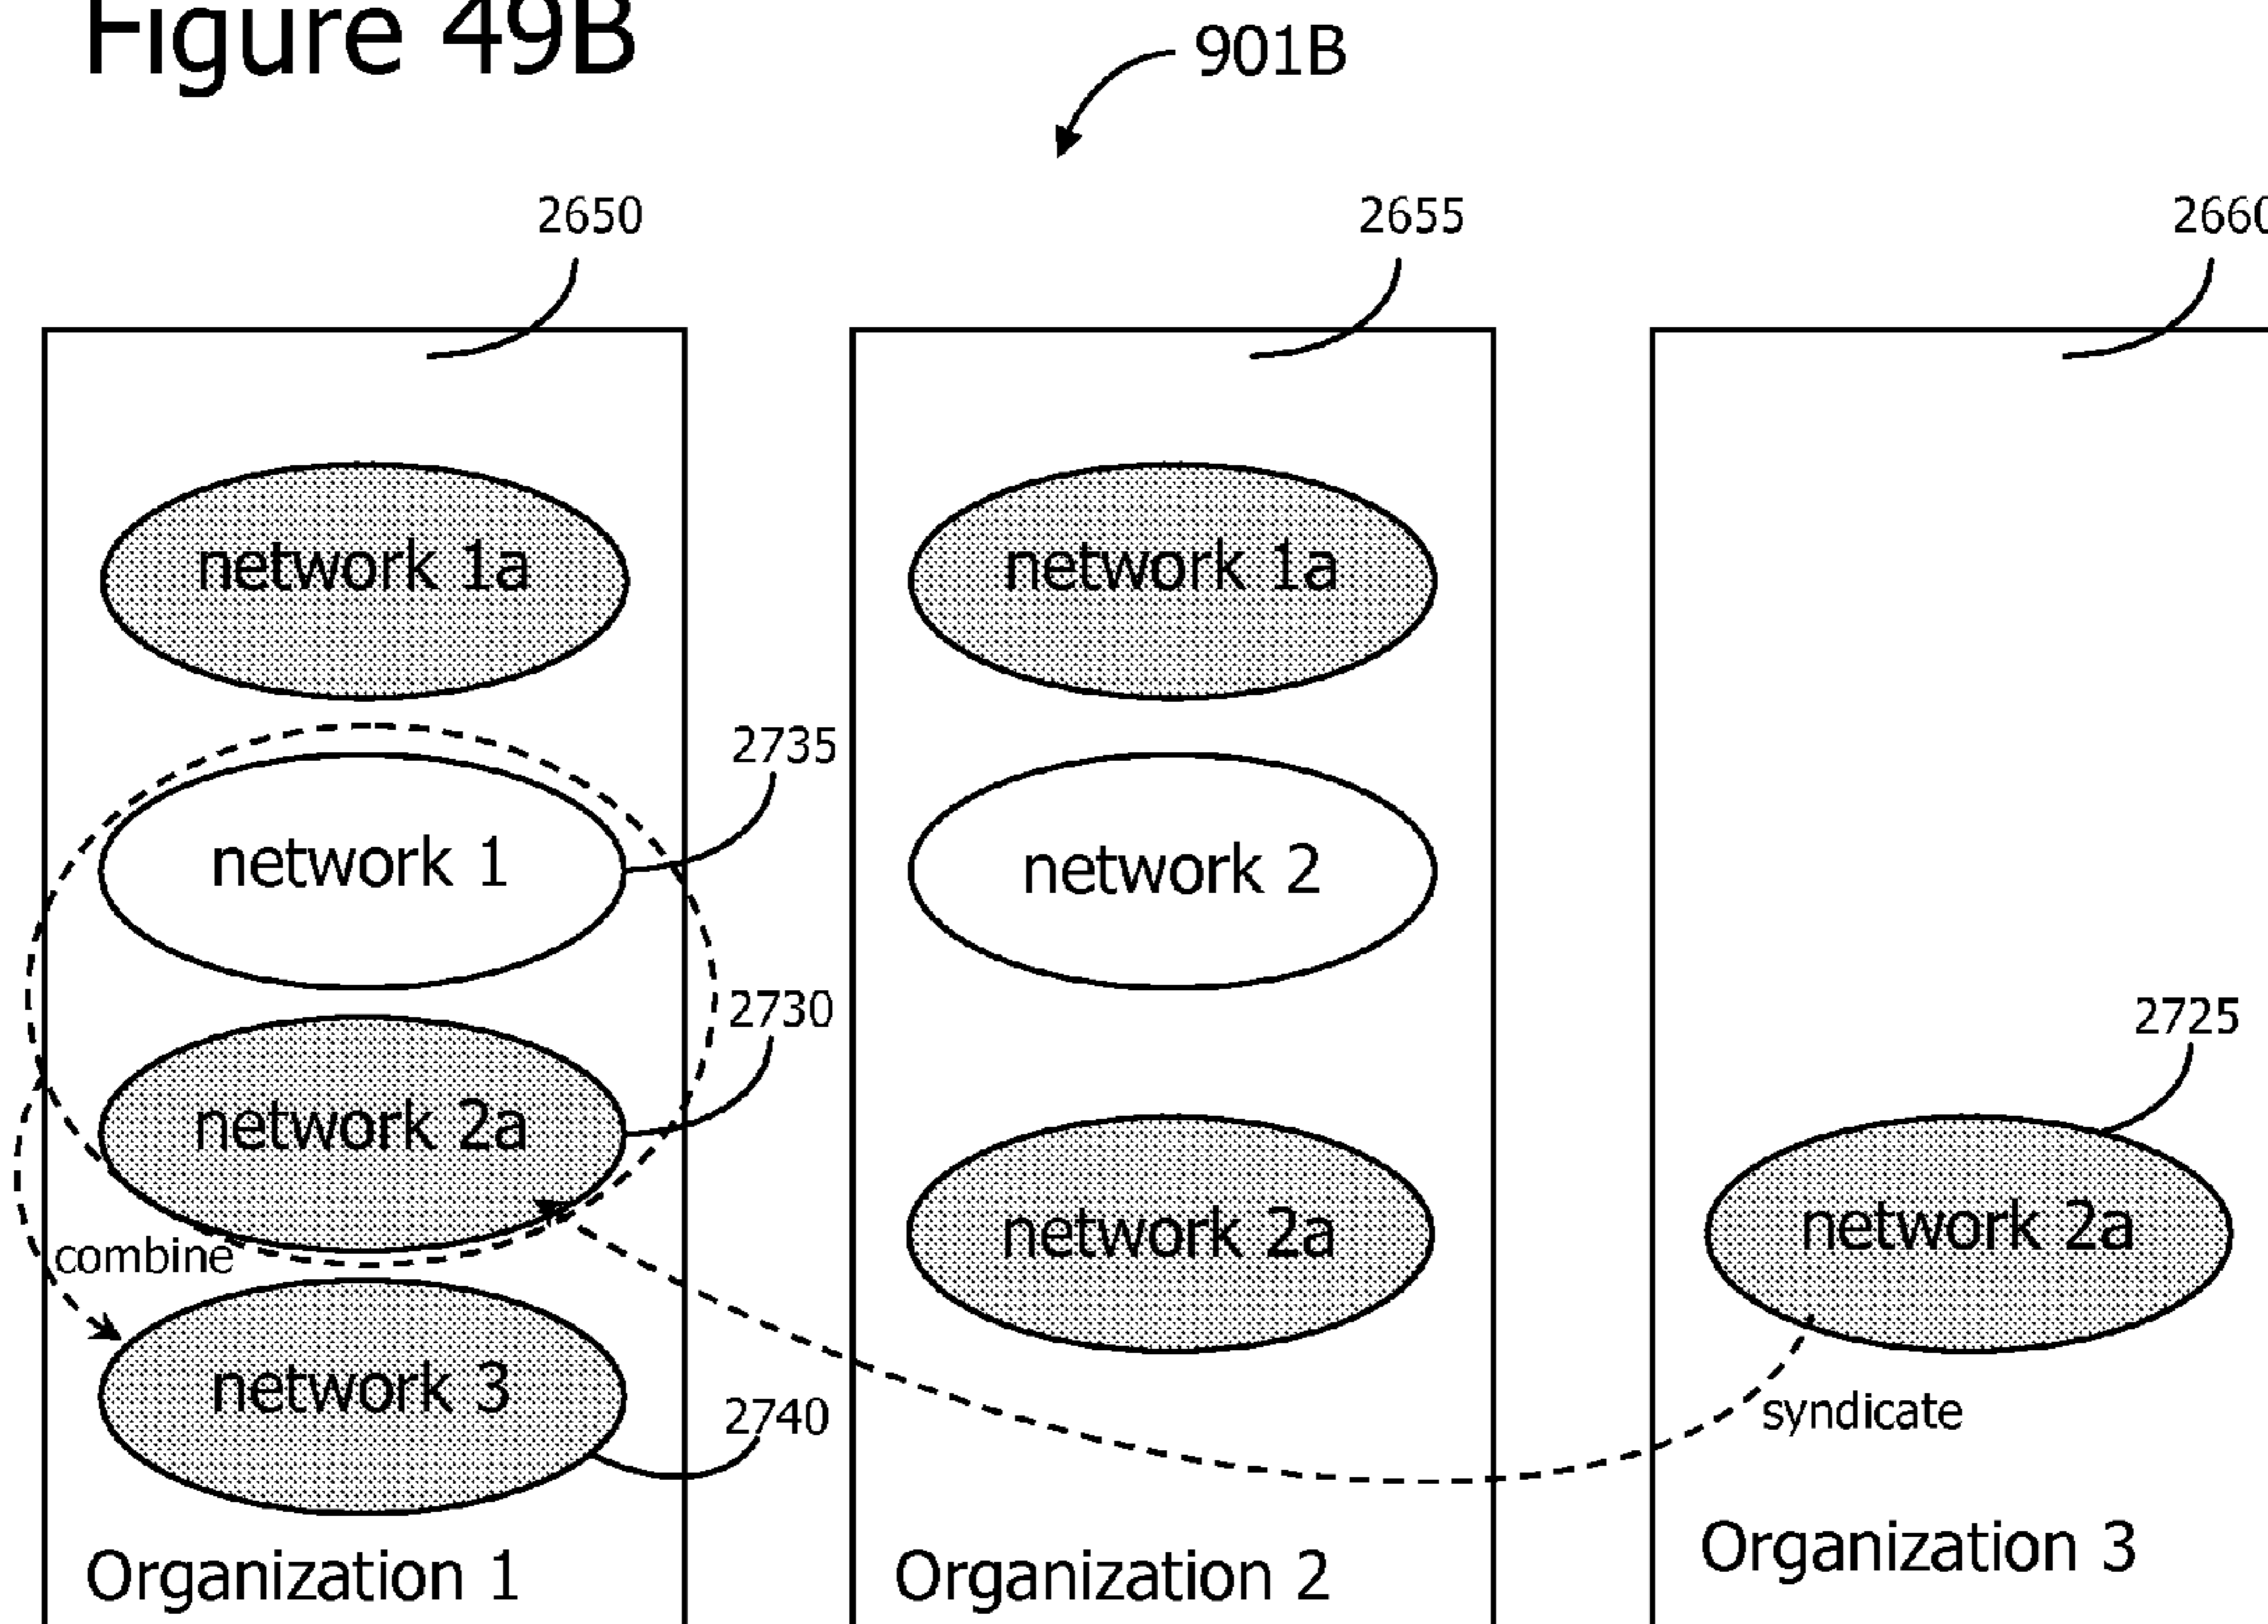 Figure 49B
901B
2650
2655
2660
network 1a
network 1a
2735
network 1
network 2
2730
2725
network 2a
network 2a
network 2a
combine
network 3
2740
syndicate
Organization 1
Organization 2
Organization 3